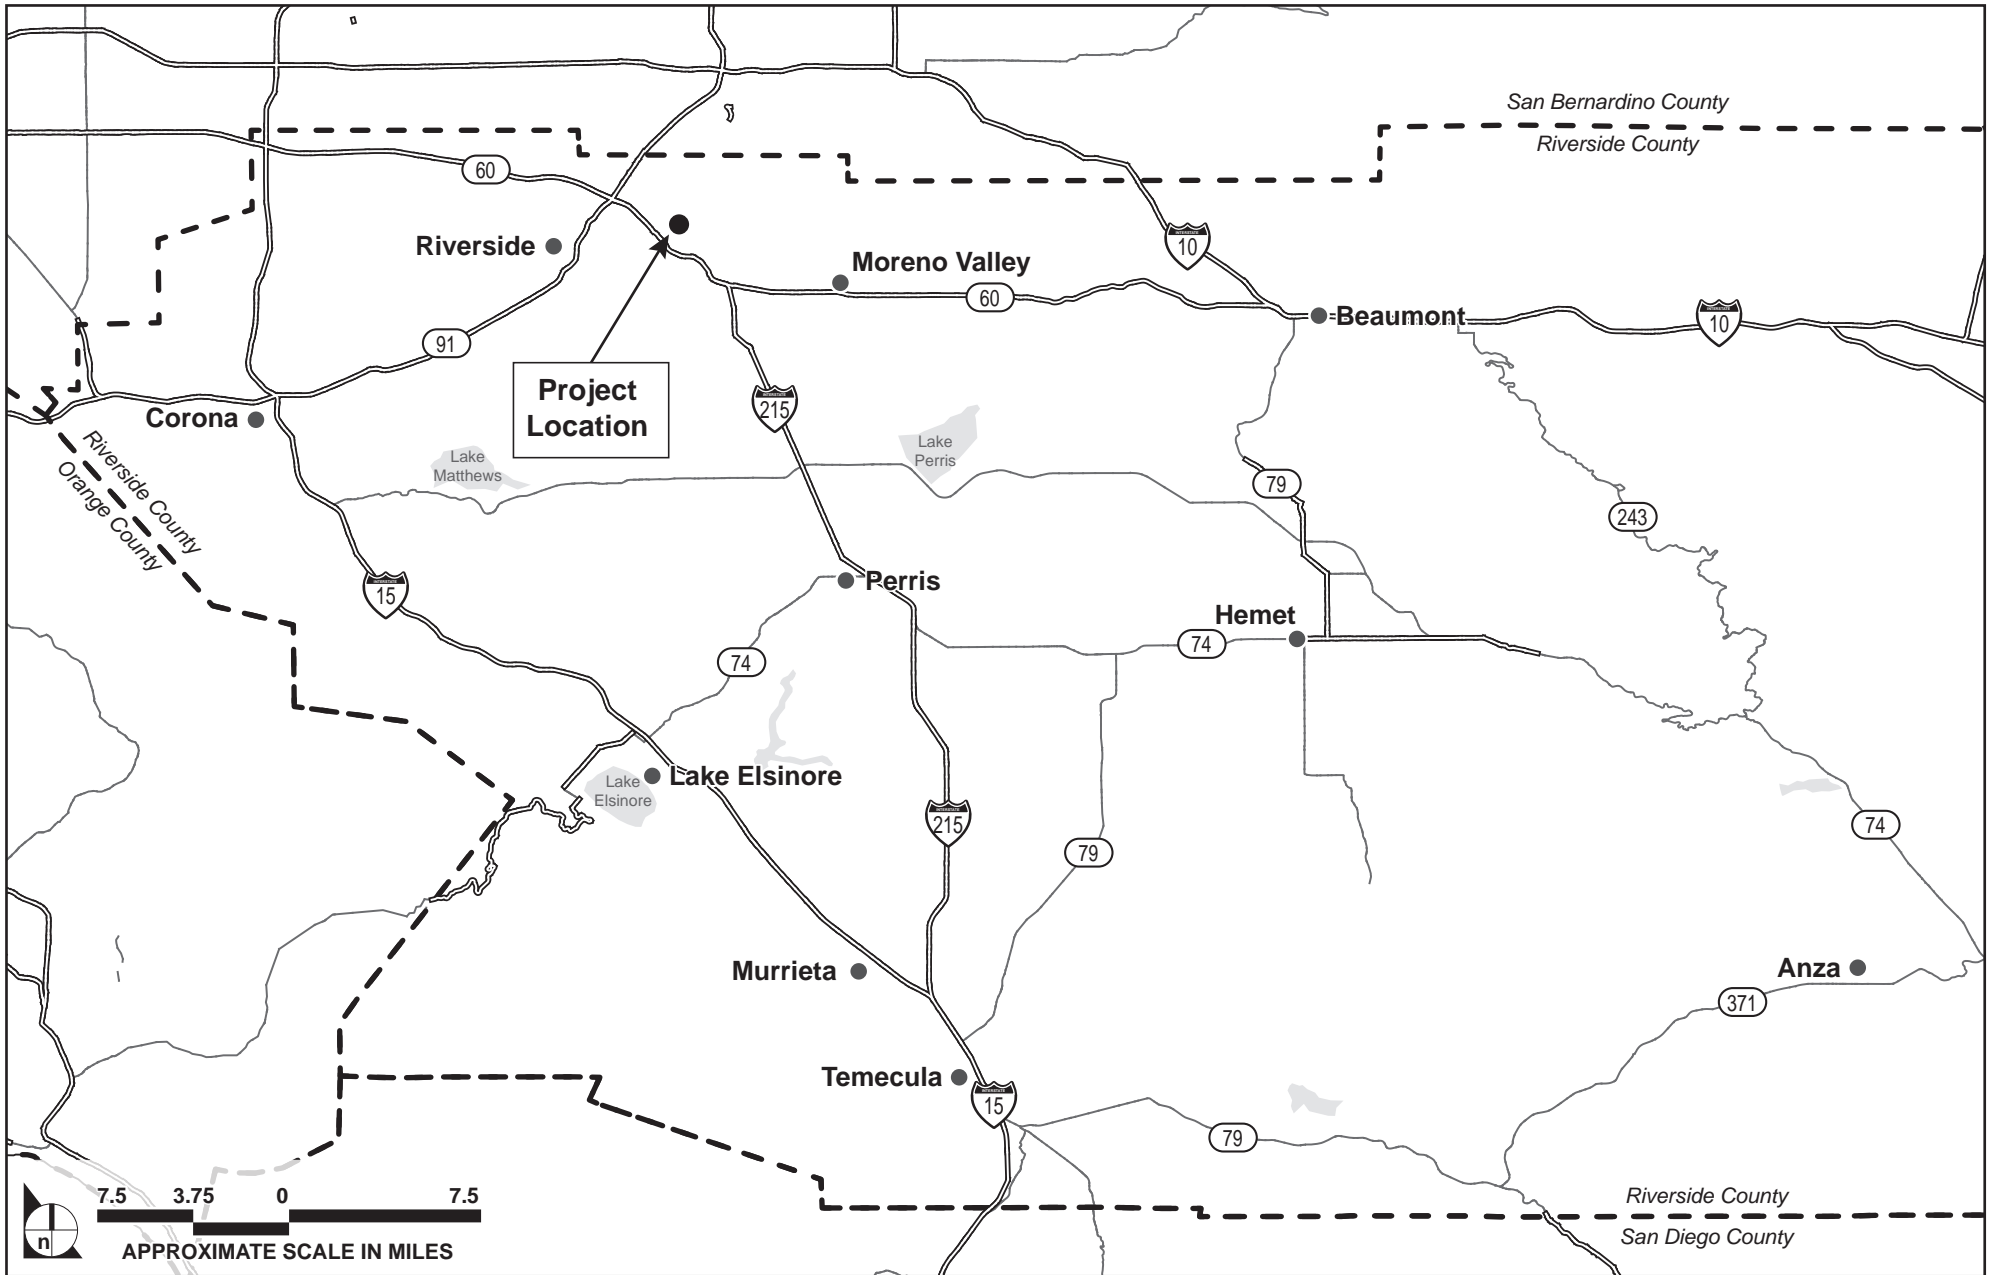 San Bernardino County
Riverside County
60
Riverside
Moreno Valley
10
60
Beaumont
10
91
Project
Location
215
Corona
Riverside County
Orange County
Lake
Matthews
Lake
Perris
79
243
15
Perris
Hemet
74
74
Lake Elsinore
Lake
Elsinore
215
79
74
Murrieta
Anza
371
Temecula
15
79
Riverside County
San Diego County
7.5 3.75 0 7.5
n
APPROXIMATE SCALE IN MILES